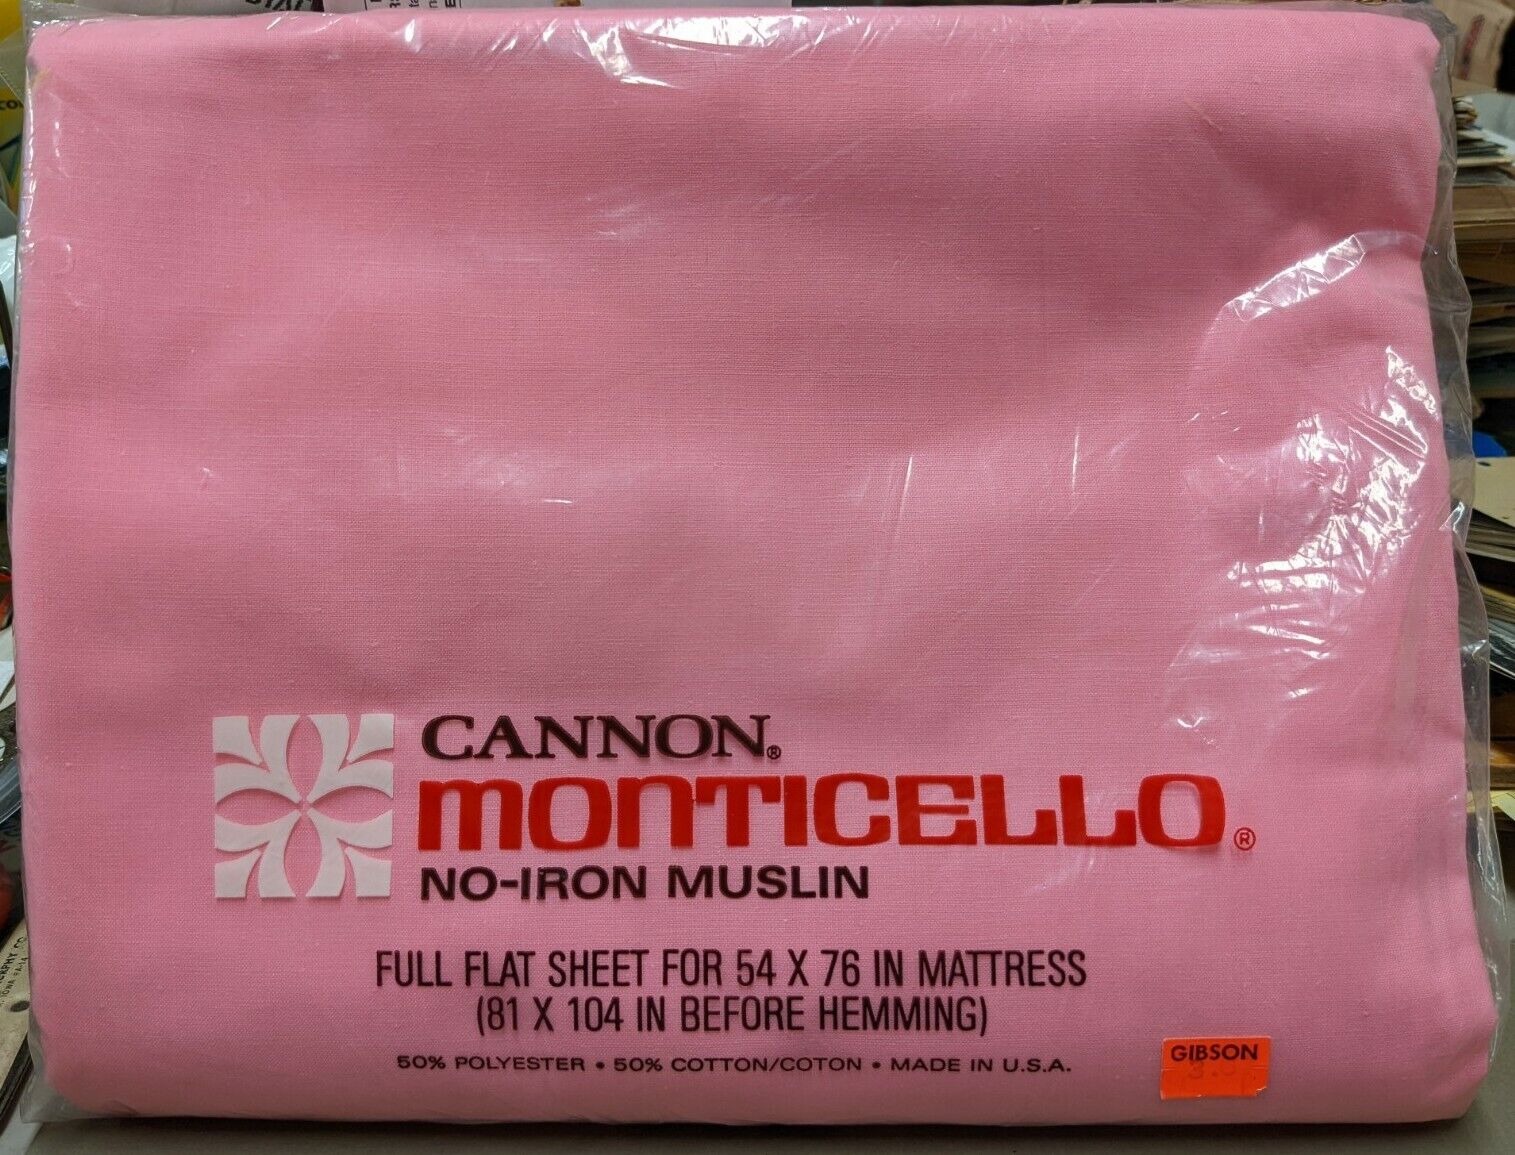 CANNON®
MONTICELLO®
NO-IRON MUSLIN
FULL FLAT SHEET FOR 54 X 76 IN MATTRESS
(81 X 104 IN BEFORE HEMMING)
50% POLYESTER • 50% COTTON/COTON • MADE IN U.S.A.
GIBSON